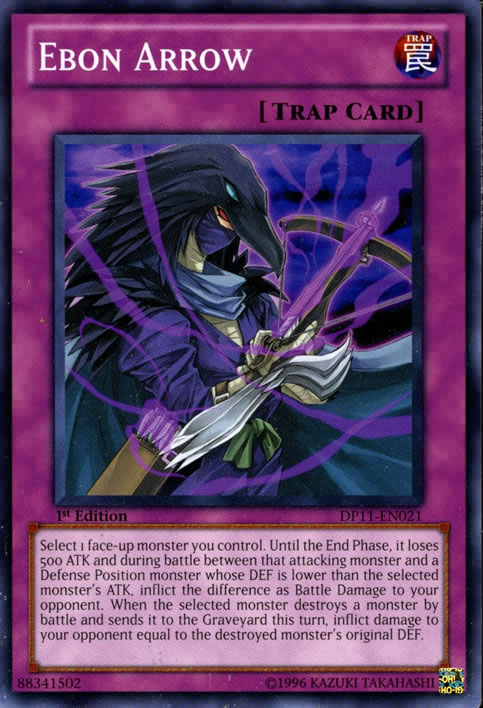 Ebon Arrow
TRAP
罠
[Trap Card]
1st Edition
DP11-EN021
Select 1 face-up monster you control. Until the End Phase, it loses
500 ATK and during battle between that attacking monster and a
Defense Position monster whose DEF is lower than the selected
monster's ATK, inflict the difference as Battle Damage to your
opponent. When the selected monster destroys a monster by
battle and sends it to the Graveyard this turn, inflict damage to
your opponent equal to the destroyed monster's original DEF.
88341502
©1996 KAZUKI TAKAHASHI